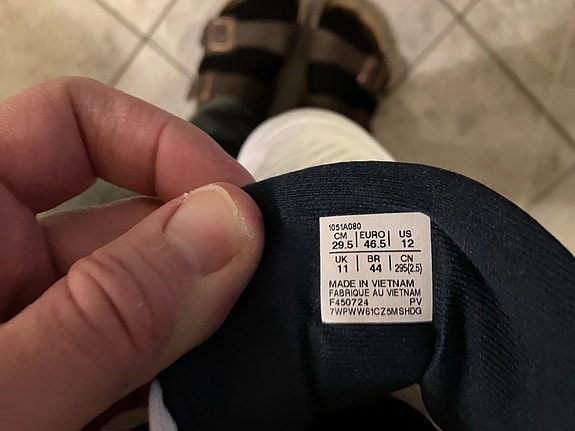 1051A080
CM EURO US
29.5 46.5 12
UK BR CN
11 44 295(2.5)
MADE IN VIETNAM
FABRIQUE AU VIETNAM
F450724 PV
7WPWW61CZ5MSHDG